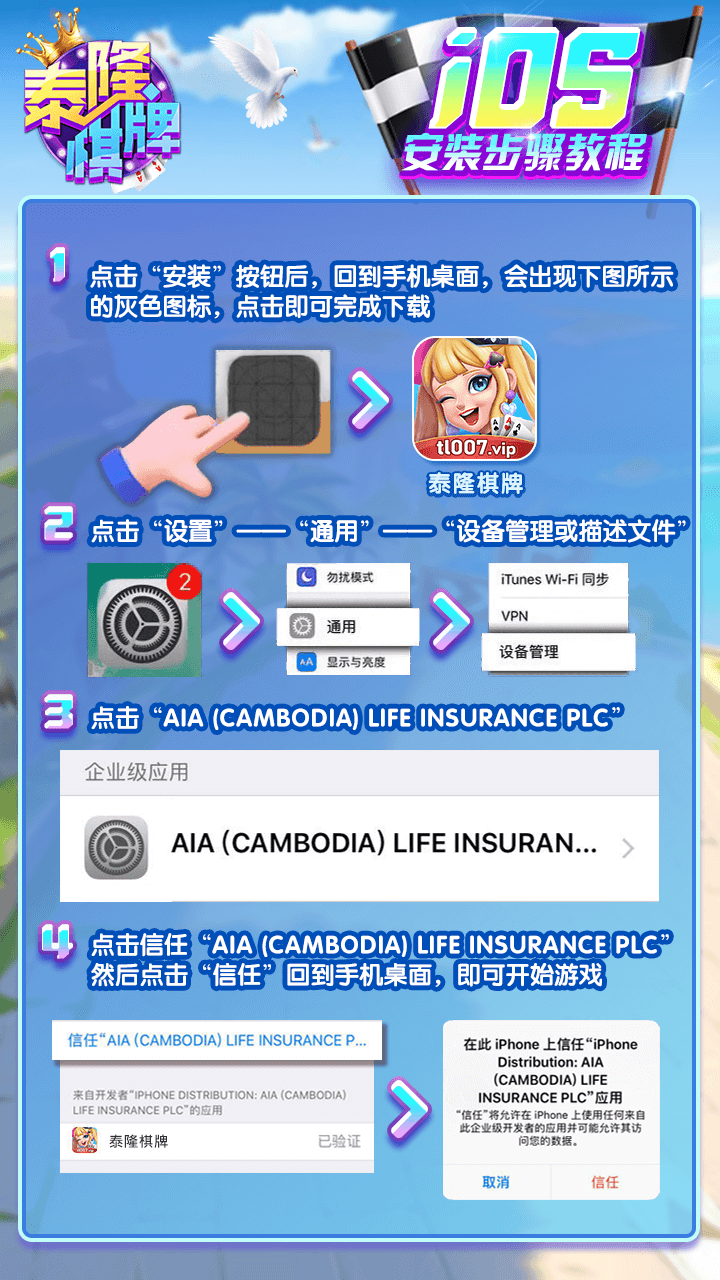 泰隆
棋牌
iOS
安装步骤教程
1
点击“安装”按钮后，回到手机桌面，会出现下图所示
的灰色图标，点击即可完成下载
tl007.vip
泰隆棋牌
2
点击“设置”——“通用”——“设备管理或描述文件”
2
勿扰模式
通用
AA 显示与亮度
iTunes Wi-Fi 同步
VPN
设备管理
3
点击“AIA (CAMBODIA) LIFE INSURANCE PLC”
企业级应用
AIA (CAMBODIA) LIFE INSURAN...
4
点击信任“AIA (CAMBODIA) LIFE INSURANCE PLC”
然后点击“信任”回到手机桌面，即可开始游戏
信任“AIA (CAMBODIA) LIFE INSURANCE P...
来自开发者“IPHONE DISTRIBUTION: AIA (CAMBODIA)
LIFE INSURANCE PLC”的应用
泰隆棋牌 已验证
在此 iPhone 上信任“iPhone
Distribution: AIA
(CAMBODIA) LIFE
INSURANCE PLC”应用
“信任”将允许在 iPhone 上使用任何来自
此企业级开发者的应用并可能允许其访
问您的数据。
取消 信任